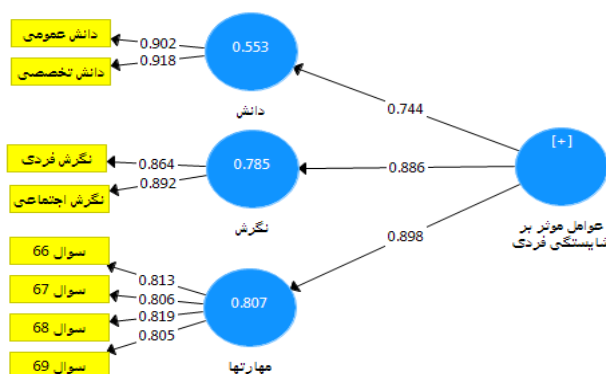 دانش عمومی
0.902
0.553
دانش تخصصی
0.918
دانش
0.744
[+]
نگرش فردی
0.864
0.785
0.886
نگرش اجتماعی
0.892
نگرش
عوامل موثر بر
شایستگی فردی
0.898
سوال 66
0.813
سوال 67
0.806
0.807
سوال 68
0.819
سوال 69
0.805
مهارتها